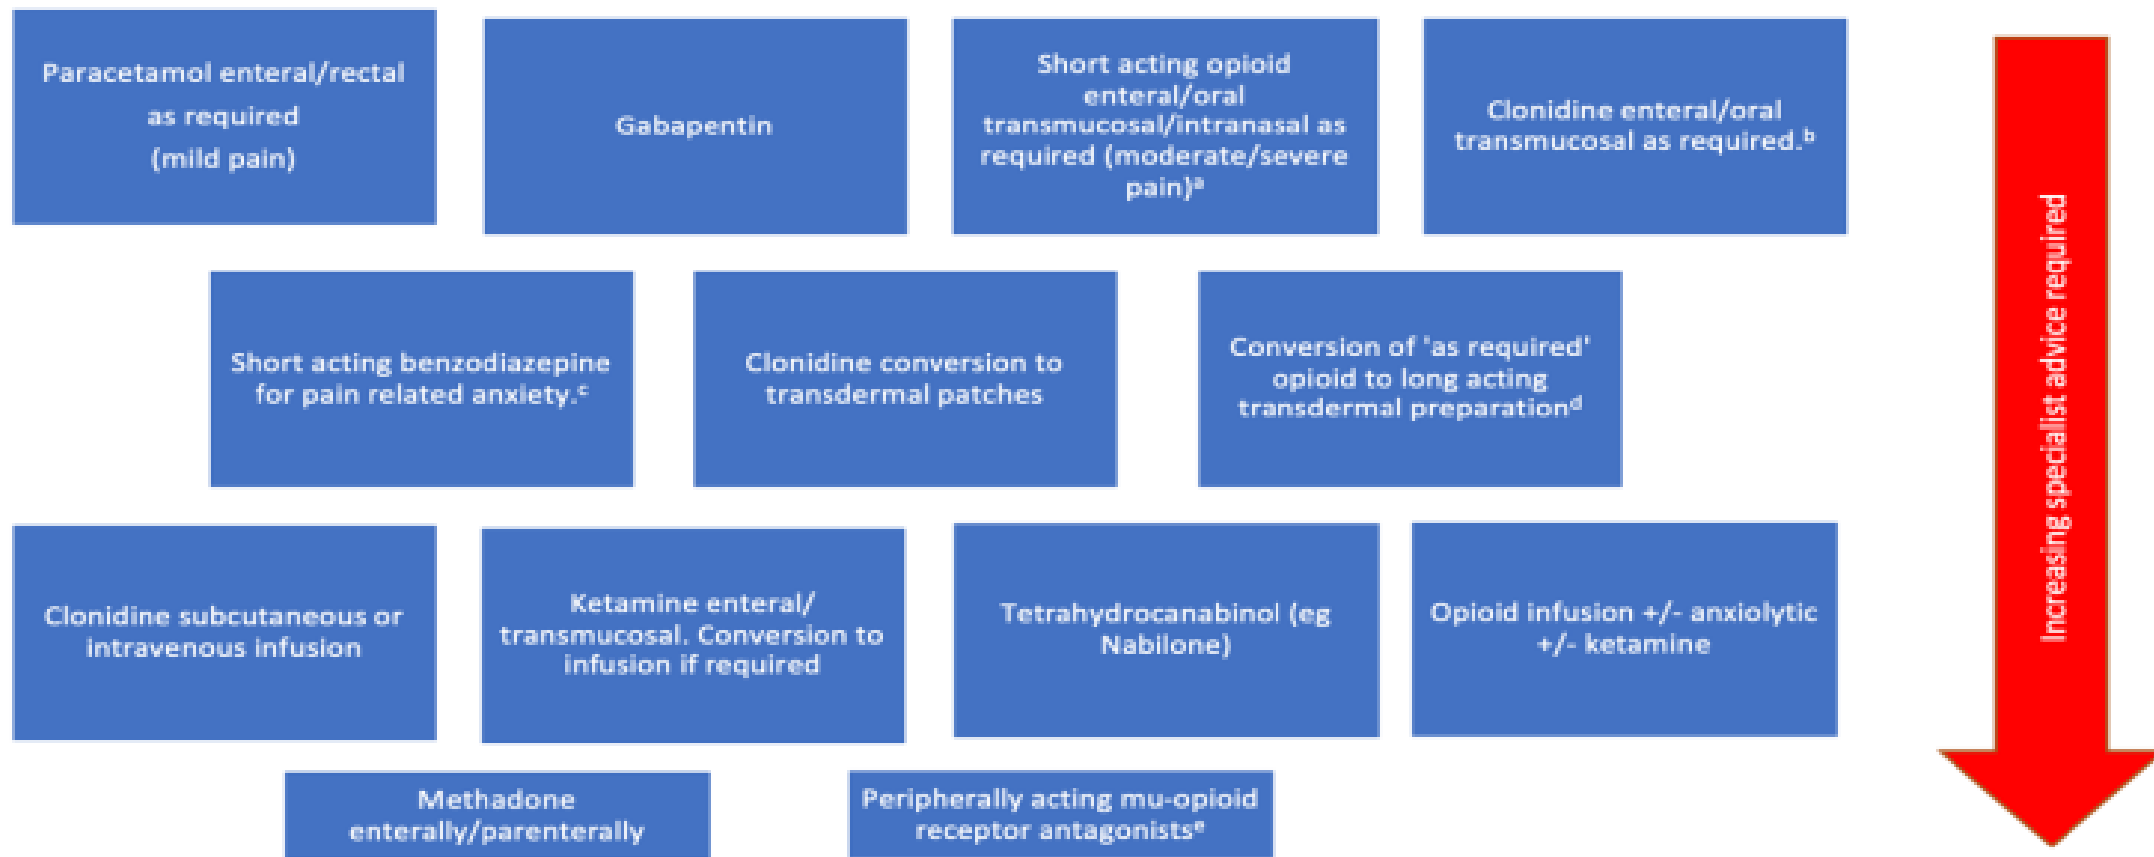 Paracetamol enteral/rectal
as required
(mild pain)
Gabapentin
Short acting opioid
enteral/oral
transmucosal/intranasal as
required (moderate/severe
pain)ᵃ
Clonidine enteral/oral
transmucosal as required.ᵇ
Short acting benzodiazepine
for pain related anxiety.ᶜ
Clonidine conversion to
transdermal patches
Conversion of 'as required'
opioid to long acting
transdermal preparationᵈ
Clonidine subcutaneous or
intravenous infusion
Ketamine enteral/
transmucosal. Conversion to
infusion if required
Tetrahydrocanabinol (eg
Nabilone)
Opioid infusion +/- anxiolytic
+/- ketamine
Methadone
enterally/parenterally
Peripherally acting mu-opioid
receptor antagonistsᵉ
Increasing specialist advice required